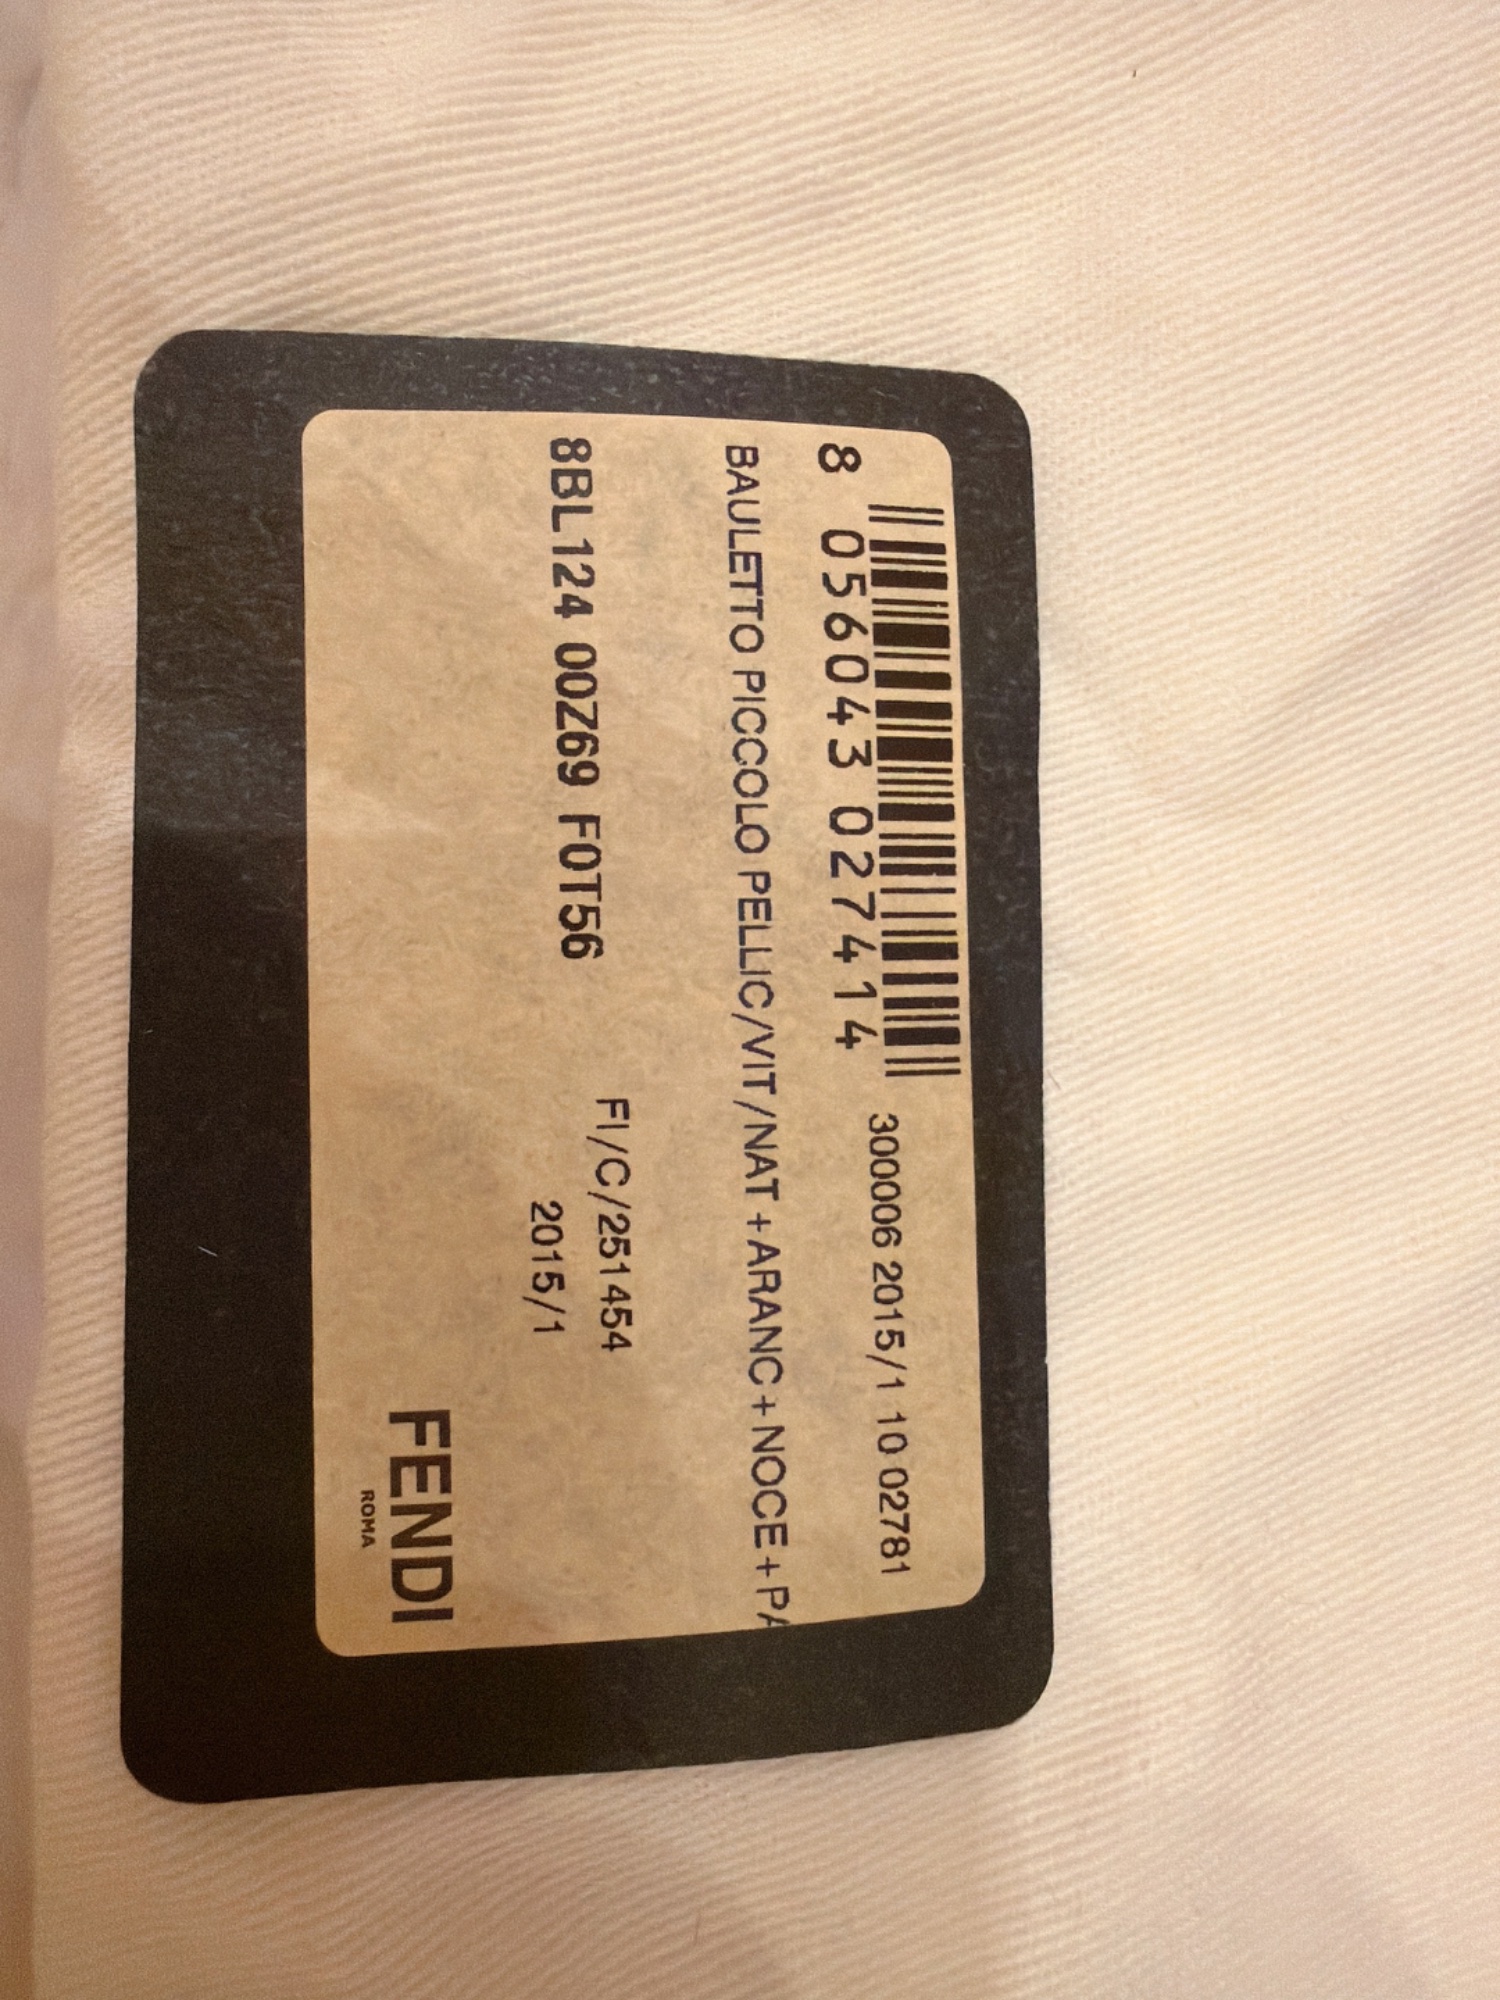 8 056043 027414
300006 2015/1 10 02781
BAULETTO PICCOLO PELLIC/VIT/NAT+ARANC+NOCE+PA
FI/C/251454
8BL124 00Z69 F0T56
2015/1
FENDI
ROMA